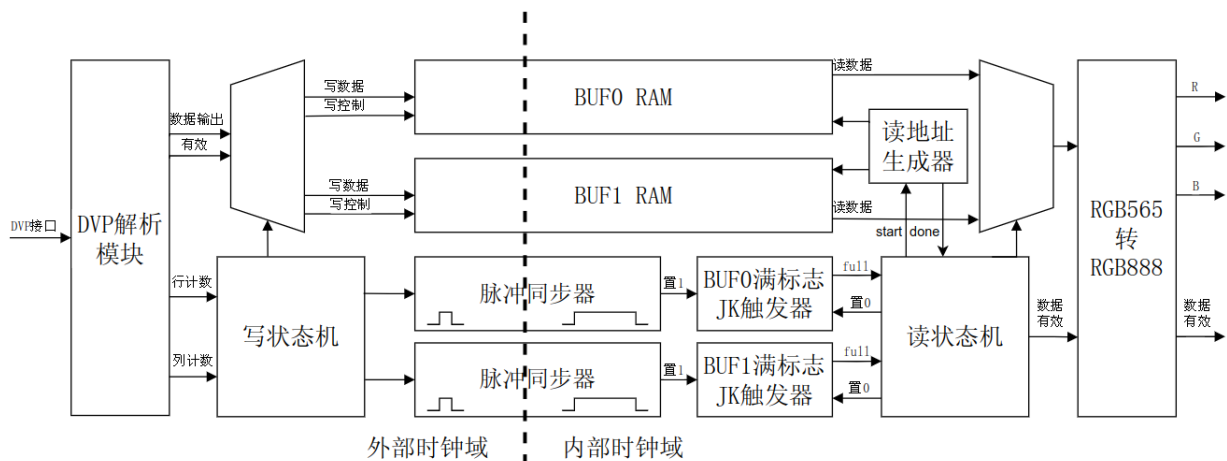 DVP接口
DVP解析
模块
数据输出
有效
行计数
列计数
写状态机
写数据
写控制
写数据
写控制
BUF0 RAM
BUF1 RAM
脉冲同步器
脉冲同步器
置1
置1
BUF0满标志
JK触发器
BUF1满标志
JK触发器
full
置0
full
置0
读数据
读地址
生成器
读数据
start
done
读状态机
数据
有效
RGB565
转
RGB888
R
G
B
数据
有效
外部时钟域
内部时钟域